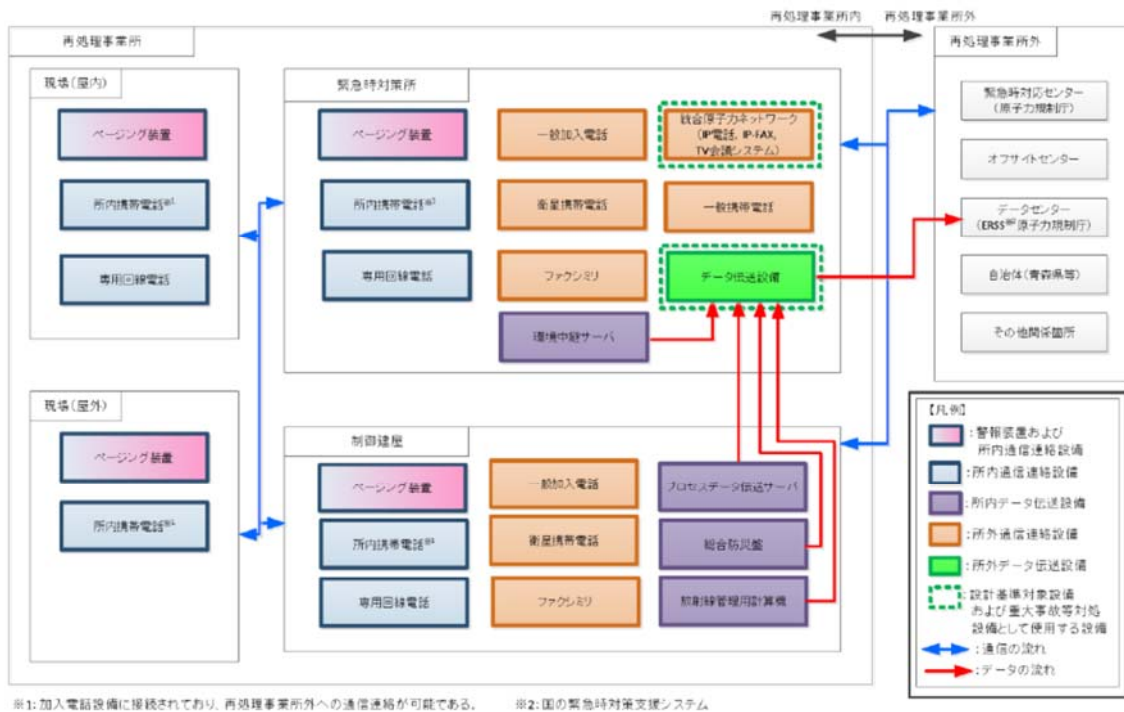 再処理事業所内 再処理事業所外
再処理事業所
現場(屋内)
ページング装置
所内携帯電話※1
専用回線電話
現場(屋外)
ページング装置
所内携帯電話※1
緊急時対策所
ページング装置
一般加入電話
統合原子力ネットワーク
(IP電話、IP-FAX、
TV会議システム)
所内携帯電話※1
衛星携帯電話
一般携帯電話
専用回線電話
ファクシミリ
データ伝送設備
環境中継サーバ
制御建屋
ページング装置
一般加入電話
プロセスデータ伝送サーバ
所内携帯電話※1
衛星携帯電話
総合防災盤
専用回線電話
ファクシミリ
放射線管理用計算機
再処理事業所外
緊急時対応センター
(原子力規制庁)
オフサイトセンター
データセンター
(ERSS※2原子力規制庁)
自治体(青森県等)
その他関係箇所
【凡例】
:警報装置および
所内通信連絡設備
:所内通信連絡設備
:所内データ伝送設備
:所外通信連絡設備
:所外データ伝送設備
:設計基準対象設備
および重大事故等対処
設備として使用する設備
:通信の流れ
:データの流れ
※1:加入電話設備に接続されており、再処理事業所外への通信連絡が可能である。 ※2:国の緊急時対策支援システム